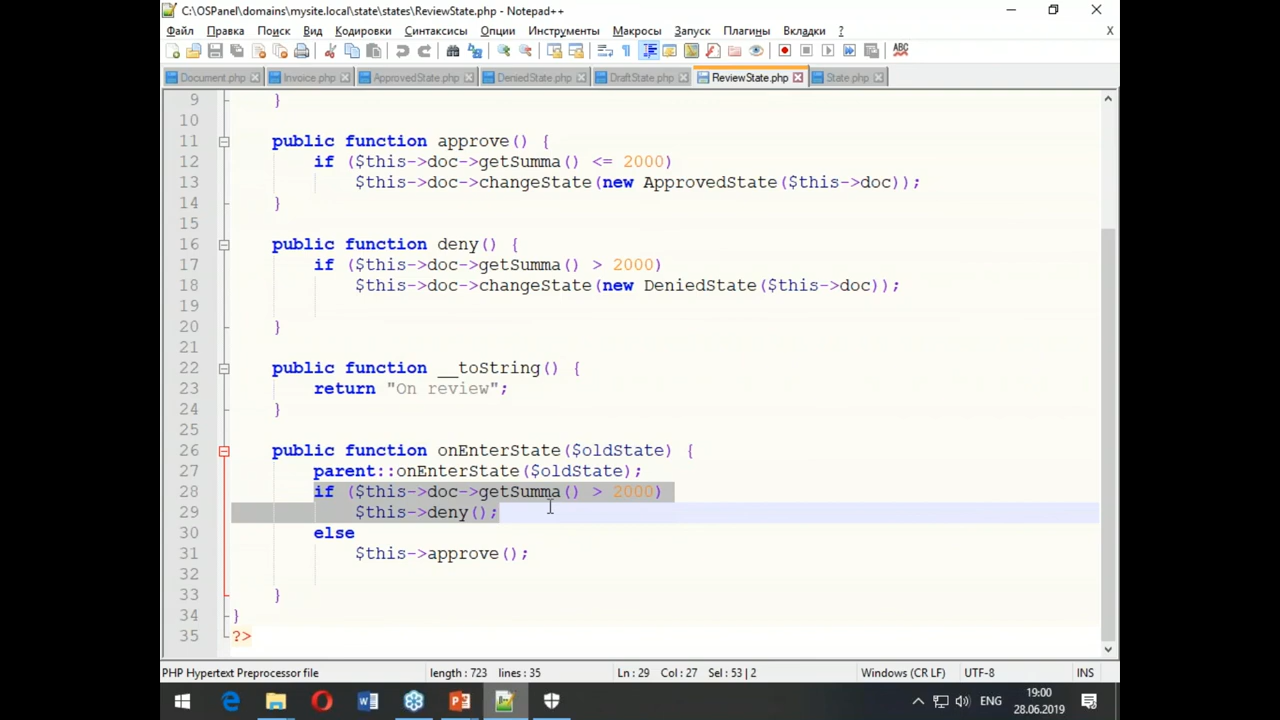 C:\OSPanel\domains\mysite.local\state\states\ReviewState.php - Notepad++
Файл Правка Поиск Вид Кодировки Синтаксисы Опции Инструменты Макросы Запуск Плагины Вкладки ? X
Document.php Invoice.php ApprovedState.php DeniedState.php DraftState.php ReviewState.php State.php
9 }
10
11 public function approve() {
12 if ($this->doc->getSumma() <= 2000)
13 $this->doc->changeState(new ApprovedState($this->doc));
14 }
15
16 public function deny() {
17 if ($this->doc->getSumma() > 2000)
18 $this->doc->changeState(new DeniedState($this->doc));
19
20 }
21
22 public function __toString() {
23 return "On review";
24 }
25
26 public function onEnterState($oldState) {
27 parent::onEnterState($oldState);
28 if ($this->doc->getSumma() > 2000)
29 $this->deny();
30 else
31 $this->approve();
32
33 }
34 }
35 ?>
PHP Hypertext Preprocessor file length : 723 lines : 35 Ln : 29 Col : 27 Sel : 53 | 2 Windows (CR LF) UTF-8 INS
ENG 19:00
28.06.2019